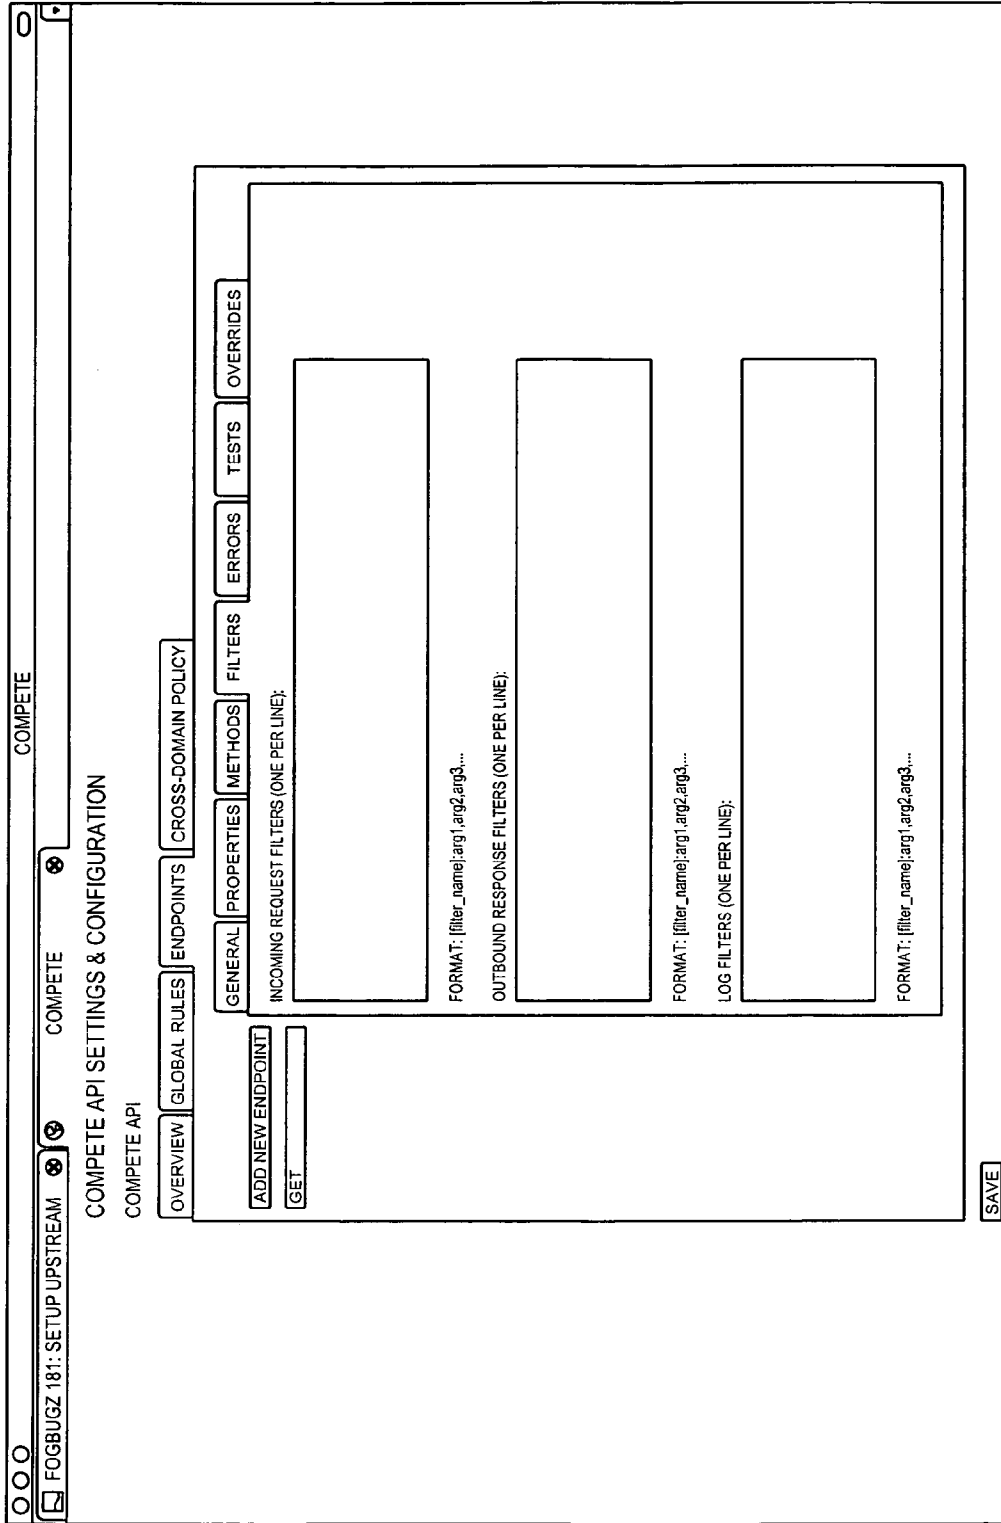 COMPETE
FOGBUGZ 181: SETUP UPSTREAM
COMPETE
COMPETE API SETTINGS & CONFIGURATION
COMPETE API
OVERVIEW GLOBAL RULES ENDPOINTS CROSS-DOMAIN POLICY
ADD NEW ENDPOINT
GET
GENERAL PROPERTIES METHODS FILTERS ERRORS TESTS OVERRIDES
INCOMING REQUEST FILTERS (ONE PER LINE):
FORMAT: [filter_name]:arg1,arg2,arg3,...
OUTBOUND RESPONSE FILTERS (ONE PER LINE):
FORMAT: [filter_name]:arg1,arg2,arg3,...
LOG FILTERS (ONE PER LINE):
FORMAT: [filter_name]:arg1,arg2,arg3,...
SAVE